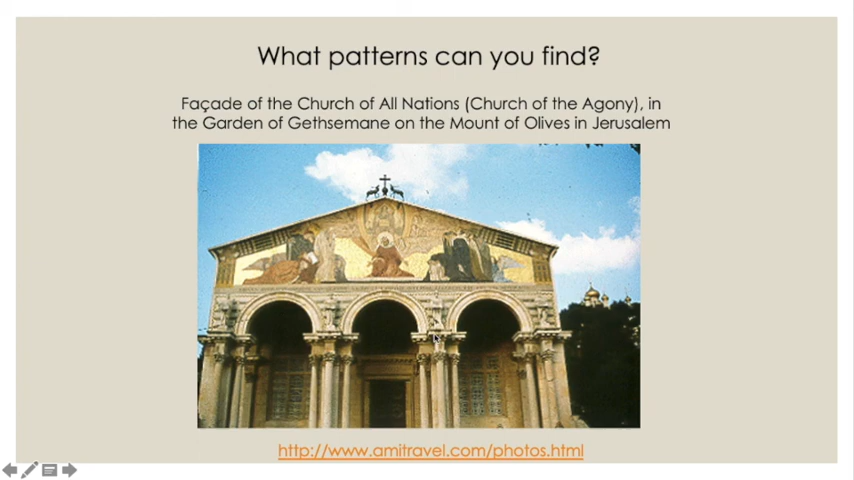 What patterns can you find?
Façade of the Church of All Nations (Church of the Agony), in
the Garden of Gethsemane on the Mount of Olives in Jerusalem
http://www.amitravel.com/photos.html